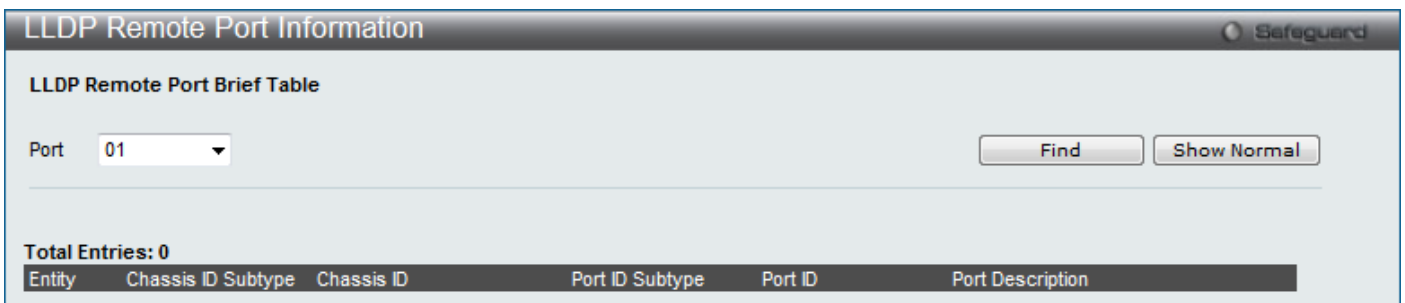 LLDP Remote Port Information
Safeguard
LLDP Remote Port Brief Table
Port 01 Find Show Normal
Total Entries: 0
Entity Chassis ID Subtype Chassis ID Port ID Subtype Port ID Port Description